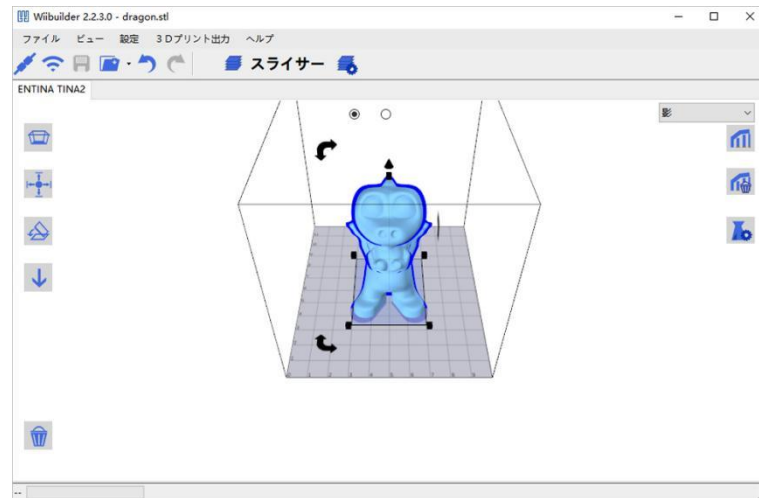 Wiibuilder 2.2.3.0 - dragon.stl
ファイル ビュー 設定 3Dプリント出力 ヘルプ
スライサー
ENTINA TINA2
影
--